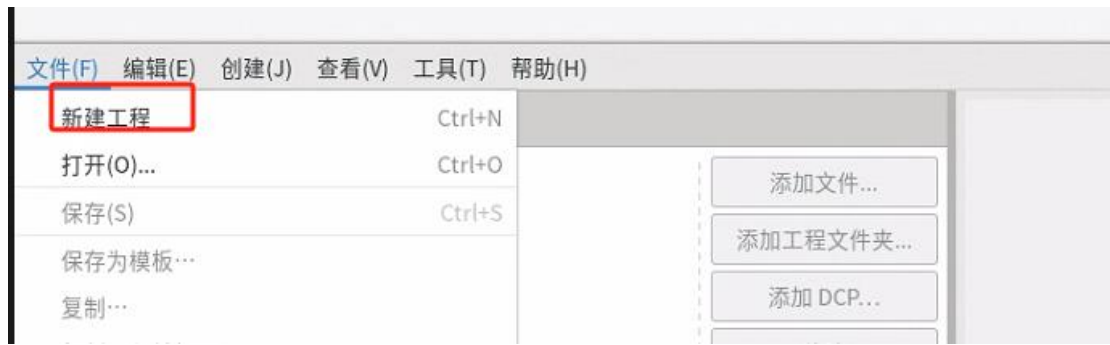 文件(F) 编辑(E) 创建(J) 查看(V) 工具(T) 帮助(H)
新建工程 Ctrl+N
打开(O)... Ctrl+O
添加文件...
保存(S) Ctrl+S
添加工程文件夹...
保存为模板…
添加 DCP...
复制…